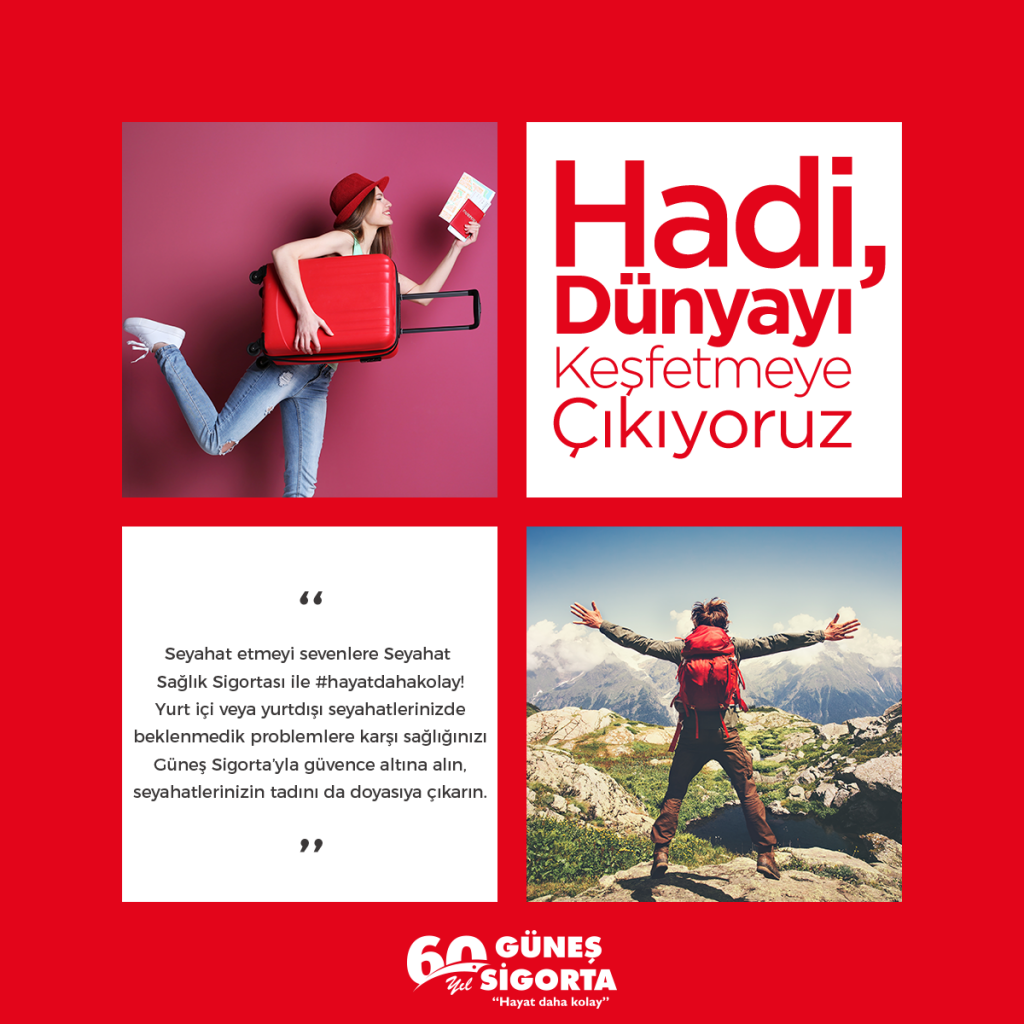 Hadi,
Dünyayı
Keşfetmeye
Çıkıyoruz
“
Seyahat etmeyi sevenlere Seyahat
Sağlık Sigortası ile #hayatdahakolay!
Yurt içi veya yurtdışı seyahatlerinizde
beklenmedik problemlere karşı sağlığınızı
Güneş Sigorta’yla güvence altına alın,
seyahatlerinizin tadını da doyasıya çıkarın.
”
60 Yıl
GÜNEŞ
SİGORTA
“Hayat daha kolay”